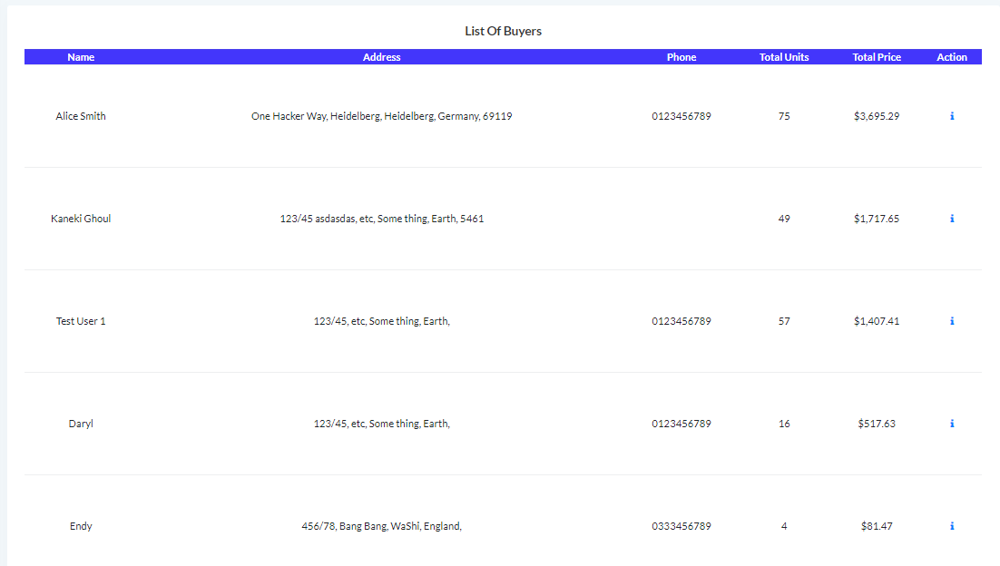 List Of Buyers
Name Address Phone Total Units Total Price Action
Alice Smith One Hacker Way, Heidelberg, Heidelberg, Germany, 69119 0123456789 75 $3,695.29 i
Kaneki Ghoul 123/45 asdasdas, etc, Some thing, Earth, 5461 49 $1,717.65 i
Test User 1 123/45, etc, Some thing, Earth, 0123456789 57 $1,407.41 i
Daryl 123/45, etc, Some thing, Earth, 0123456789 16 $517.63 i
Endy 456/78, Bang Bang, WaShi, England, 0333456789 4 $81.47 i